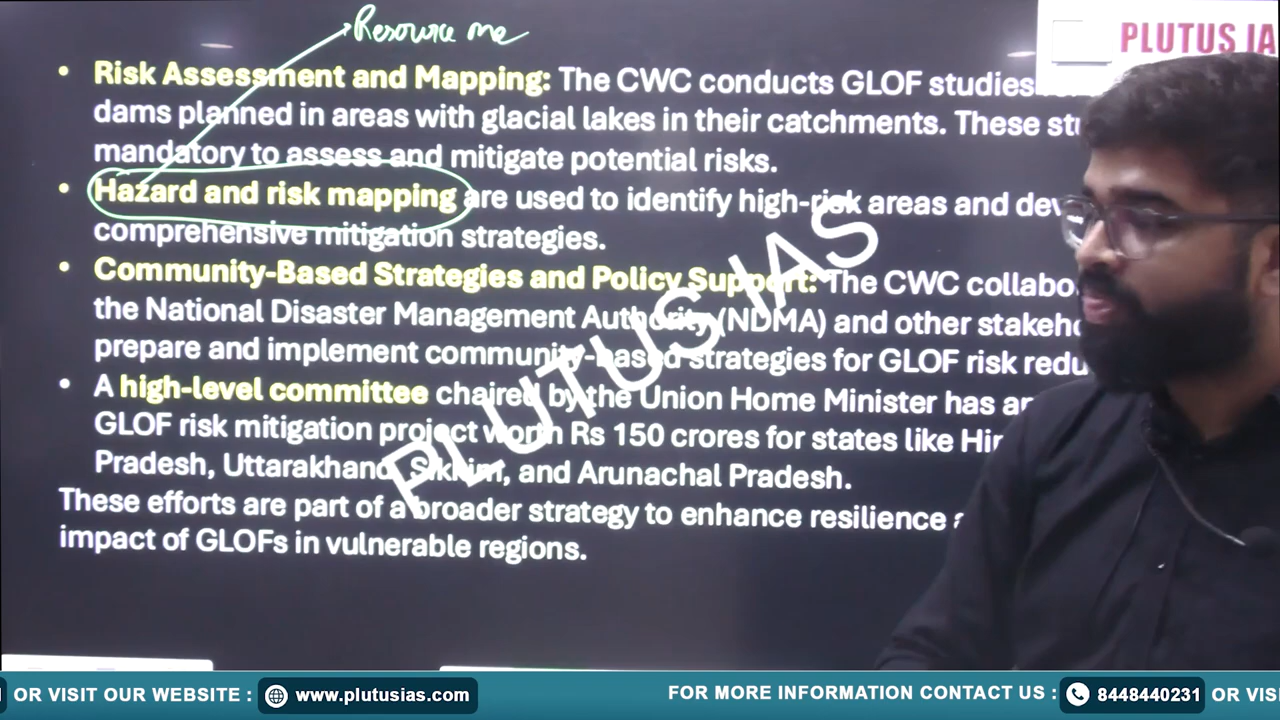 Resource me
PLUTUS IA
• Risk Assessment and Mapping: The CWC conducts GLOF studies
dams planned in areas with glacial lakes in their catchments. These
mandatory to assess and mitigate potential risks.
• Hazard and risk mapping are used to identify high-risk areas and
comprehensive mitigation strategies.
• Community-Based Strategies and Policy Support: The CWC
the National Disaster Management Authority (NDMA) and other
prepare and implement community-based strategies for GLOF risk
• A high-level committee chaired by the Union Home Minister has
GLOF risk mitigation project worth Rs 150 crores for states like
Pradesh, Uttarakhand, Sikkim, and Arunachal Pradesh.
These efforts are part of a broader strategy to enhance resilience
impact of GLOFs in vulnerable regions.
PLUTUS IAS
OR VISIT OUR WEBSITE : www.plutusias.com FOR MORE INFORMATION CONTACT US : 8448440231 OR